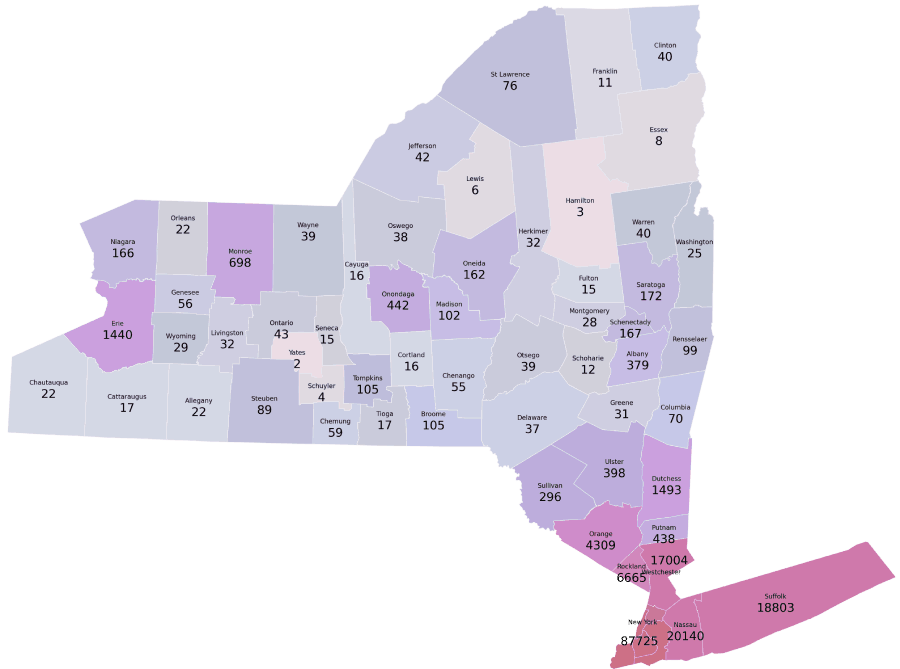 Clinton
40
Franklin
11
St Lawrence
76
Essex
8
Jefferson
42
Lewis
6
Hamilton
3
Herkimer
32
Warren
40
Washington
25
Oswego
38
Oneida
162
Cayuga
16
Wayne
39
Monroe
698
Orleans
22
Niagara
166
Fulton
15
Saratoga
172
Montgomery
28
Schenectady
167
Onondaga
442
Madison
102
Genesee
56
Erie
1440
Wyoming
29
Livingston
32
Ontario
43
Seneca
15
Yates
2
Rensselaer
99
Albany
379
Schoharie
12
Otsego
39
Cortland
16
Chenango
55
Tompkins
105
Schuyler
4
Chautauqua
22
Cattaraugus
17
Allegany
22
Steuben
89
Chemung
59
Tioga
17
Broome
105
Delaware
37
Greene
31
Columbia
70
Ulster
398
Sullivan
296
Dutchess
1493
Orange
4309
Putnam
438
17004
Westchester
Rockland
6665
Suffolk
18803
New York
87725
Nassau
20140